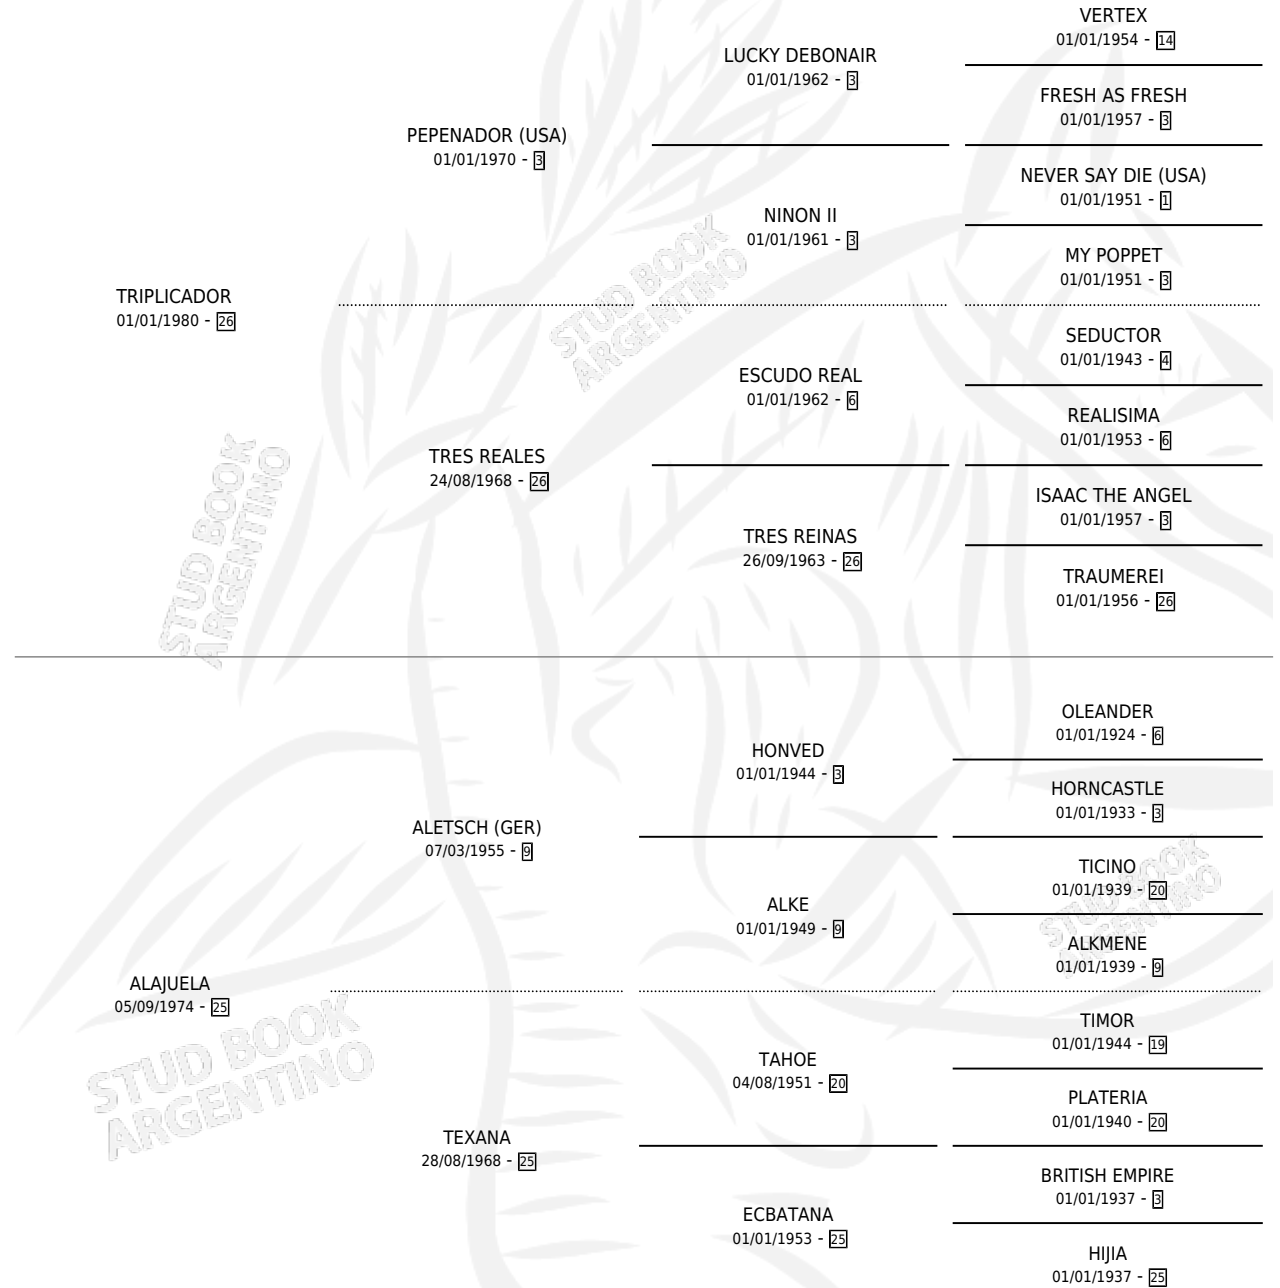 VERTEX
01/01/1954 - 14
LUCKY DEBONAIR
01/01/1962 - 3
FRESH AS FRESH
01/01/1957 - 3
PEPENADOR (USA)
01/01/1970 - 3
NEVER SAY DIE (USA)
01/01/1951 - 1
NINON II
01/01/1961 - 3
MY POPPET
01/01/1951 - 3
TRIPLICADOR
01/01/1980 - 26
STUD BOOK
ARGENTINO
SEDUCTOR
01/01/1943 - 4
ESCUDO REAL
01/01/1962 - 6
REALISIMA
01/01/1953 - 6
TRES REALES
24/08/1968 - 26
ISAAC THE ANGEL
01/01/1957 - 3
TRES REINAS
26/09/1963 - 26
TRAUMEREI
01/01/1956 - 26
STUD BOOK
ARGENTINO
OLEANDER
01/01/1924 - 6
HONVED
01/01/1944 - 3
HORNCASTLE
01/01/1933 - 3
ALETSCH (GER)
07/03/1955 - 9
TICINO
01/01/1939 - 20
ALKE
01/01/1949 - 9
ALKMENE
01/01/1939 - 9
STUD BOOK
ARGENTINO
ALAJUELA
05/09/1974 - 25
TIMOR
01/01/1944 - 19
TAHOE
04/08/1951 - 20
PLATERIA
01/01/1940 - 20
STUD BOOK
ARGENTINO
TEXANA
28/08/1968 - 25
BRITISH EMPIRE
01/01/1937 - 3
ECBATANA
01/01/1953 - 25
HIJIA
01/01/1937 - 25